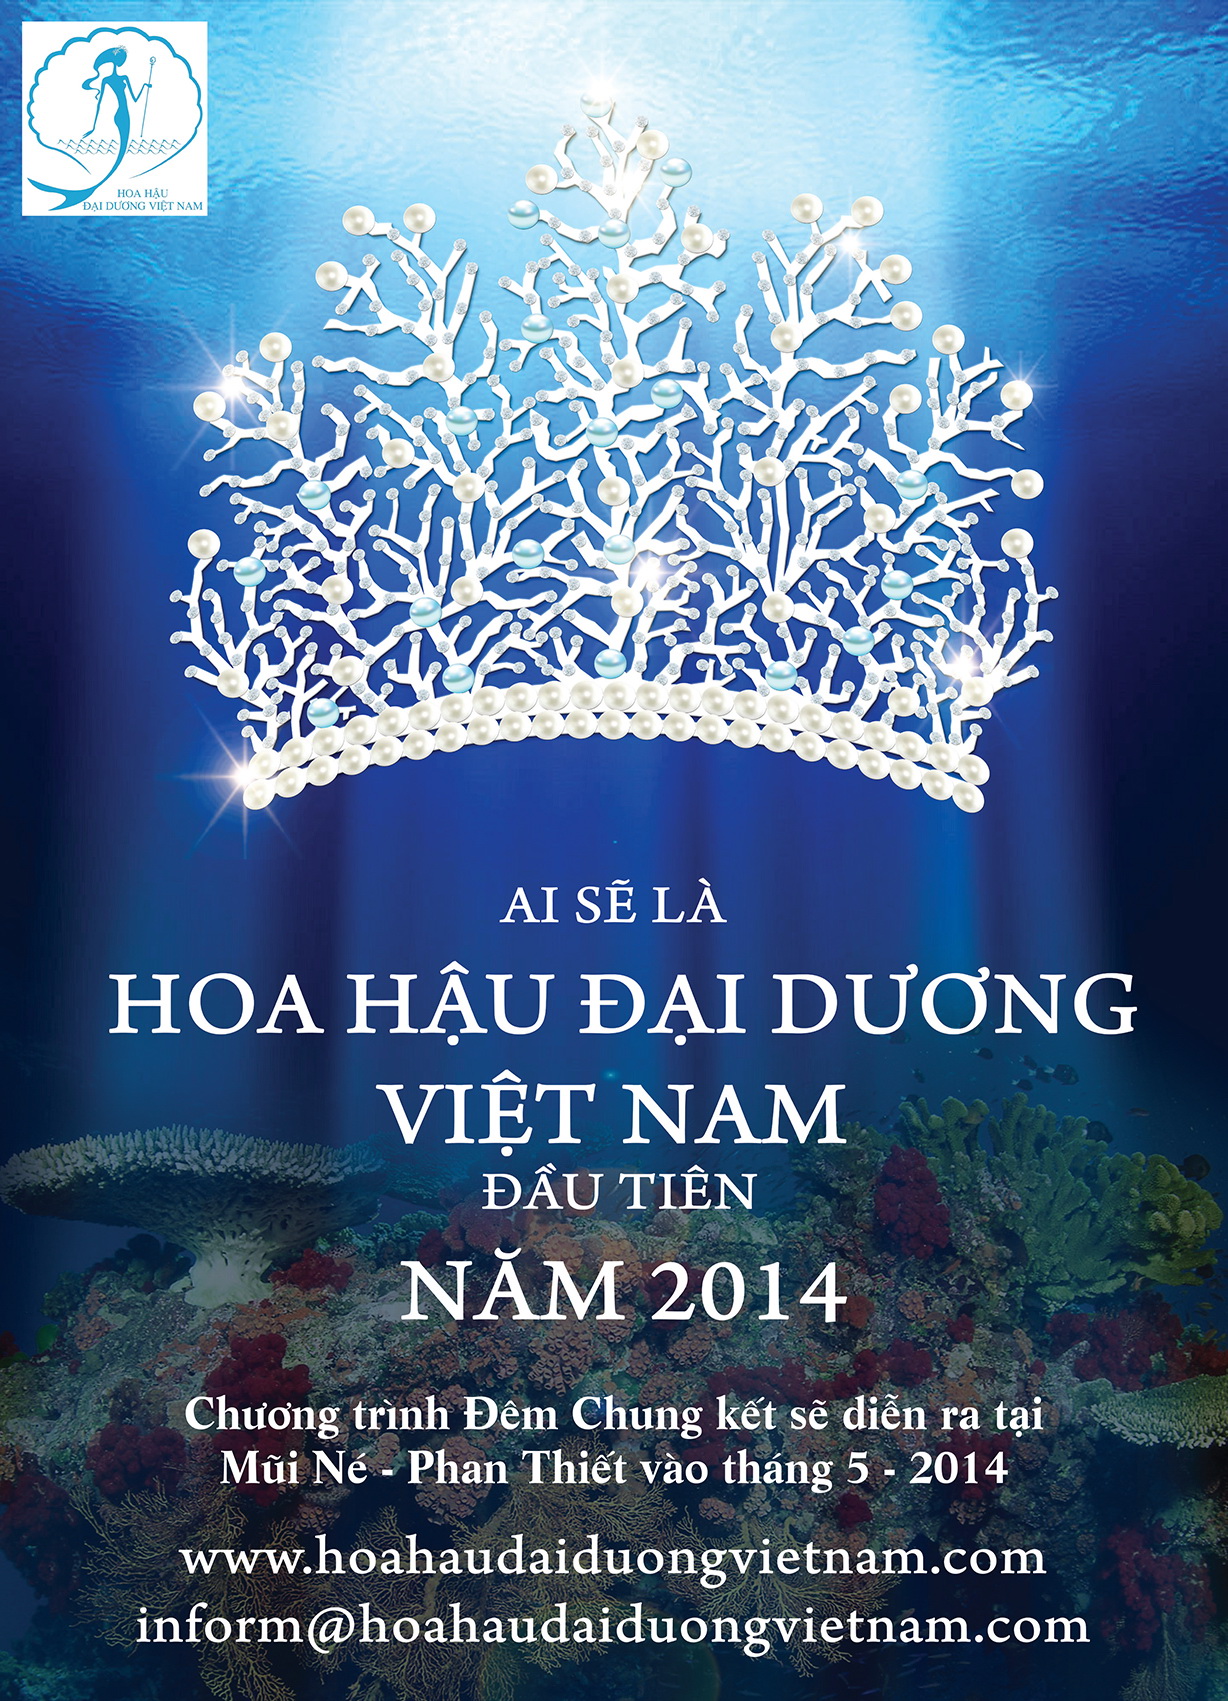 HOA HẬU
ĐẠI DƯƠNG VIỆT NAM
AI SẼ LÀ
HOA HẬU ĐẠI DƯƠNG
VIỆT NAM
ĐẦU TIÊN
NĂM 2014
Chương trình Đêm Chung kết sẽ diễn ra tại
Mũi Né - Phan Thiết vào tháng 5 - 2014
www.hoahaudaiduongvietnam.com
inform@hoahaudaiduongvietnam.com